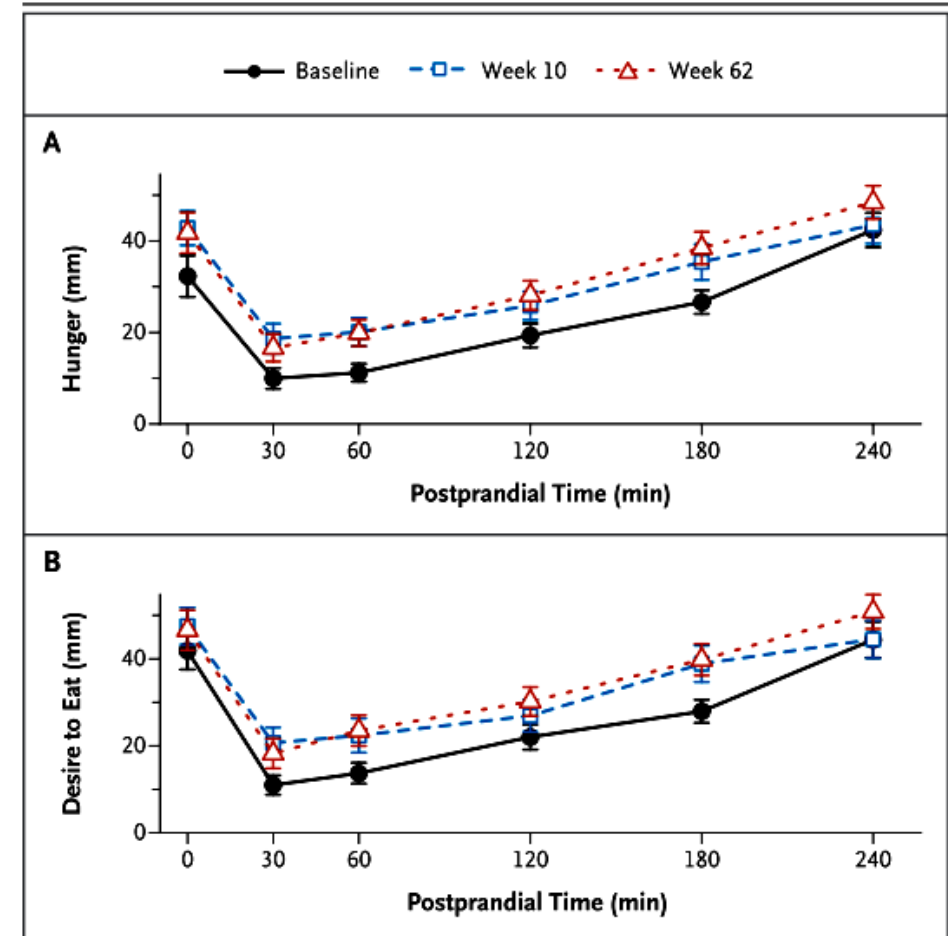 Baseline Week 10 Week 62
A
Hunger (mm)
40
20
0
0 30 60 120 180 240
Postprandial Time (min)
B
Desire to Eat (mm)
40
20
0
0 30 60 120 180 240
Postprandial Time (min)